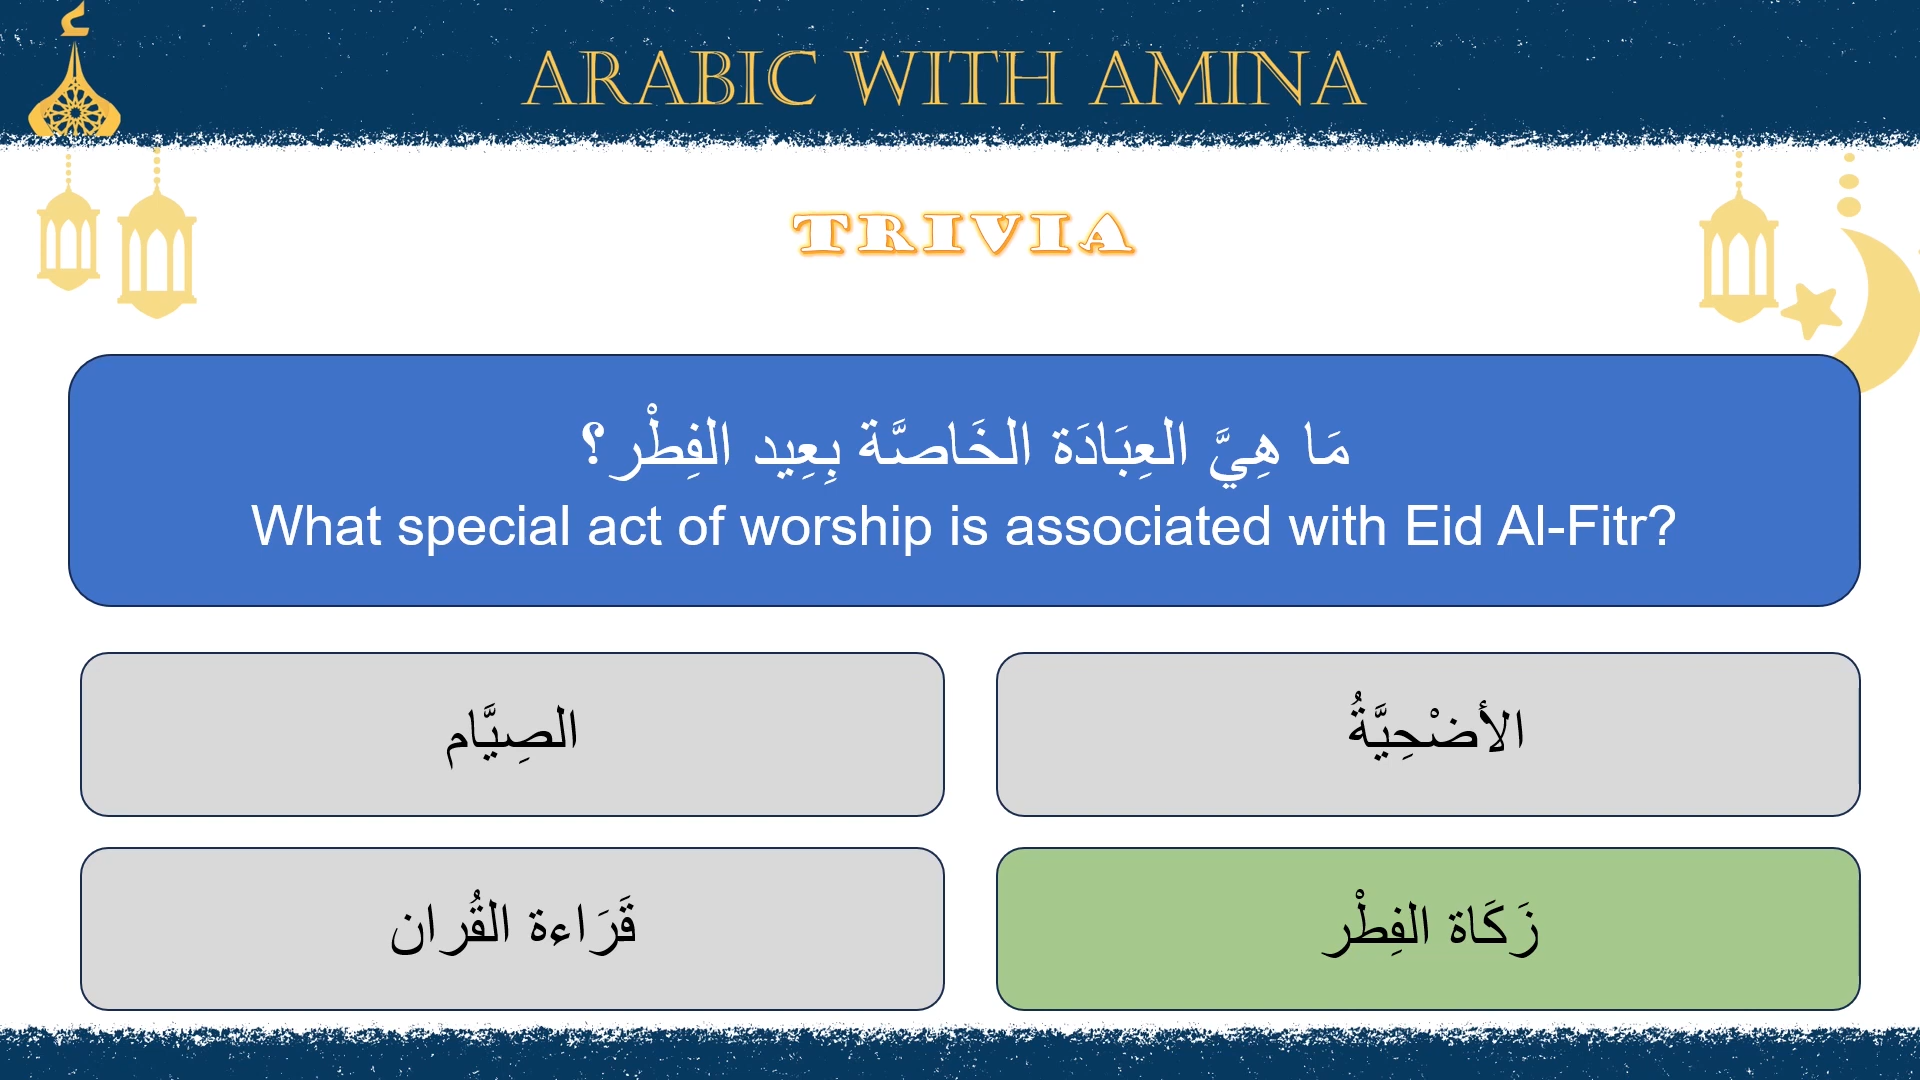 ARABIC WITH AMINA
TRIVIA
مَا هِيَّ العِبَادَة الخَاصَّة بِعِيد الفِطْر؟
What special act of worship is associated with Eid Al-Fitr?
الصِيَّام
الأضْحِيَّةُ
قَرَاءة القُران
زَكَاة الفِطْر